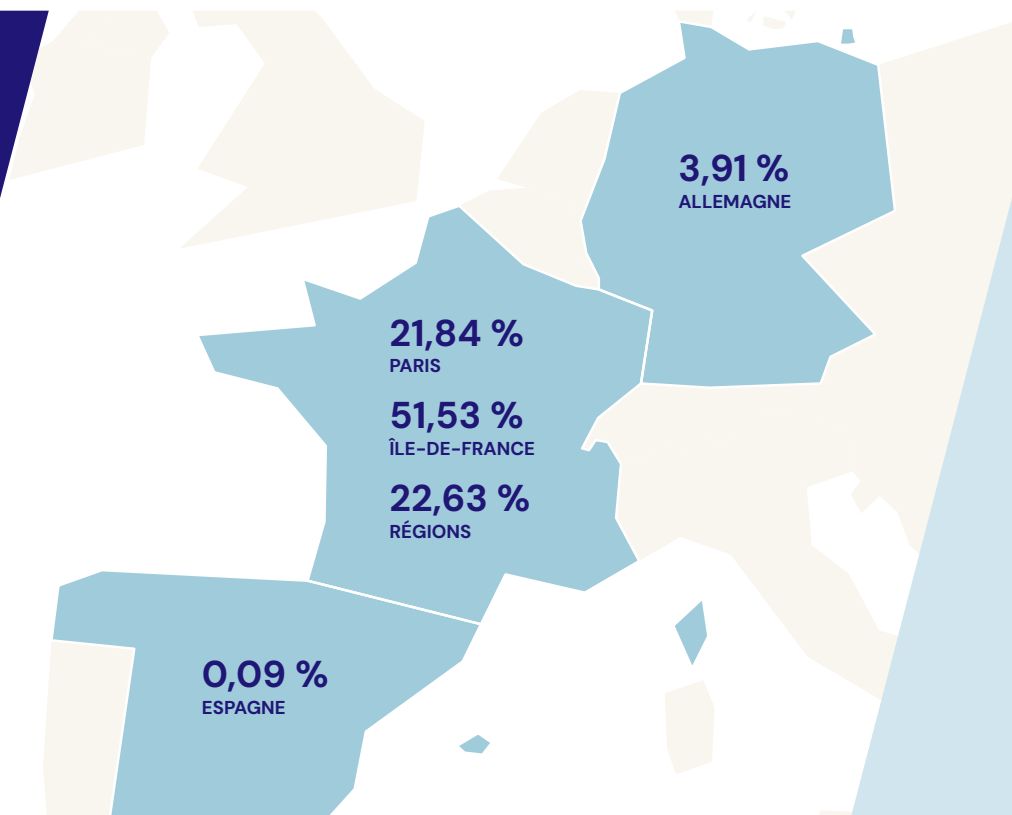 3,91 %
ALLEMAGNE
21,84 %
PARIS
51,53 %
ÎLE-DE-FRANCE
22,63 %
RÉGIONS
0,09 %
ESPAGNE